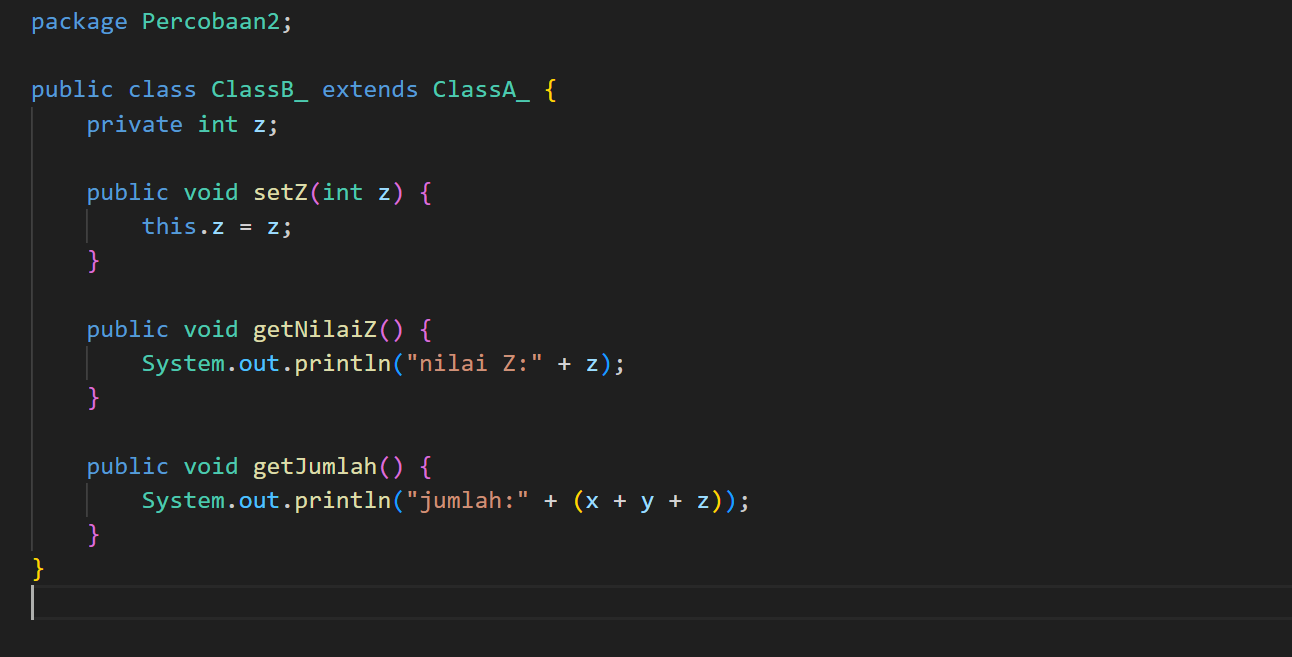 package Percobaan2;
public class ClassB_ extends ClassA_ {
private int z;
public void setZ(int z) {
this.z = z;
}
public void getNilaiZ() {
System.out.println("nilai Z:" + z);
}
public void getJumlah() {
System.out.println("jumlah:" + (x + y + z));
}
}